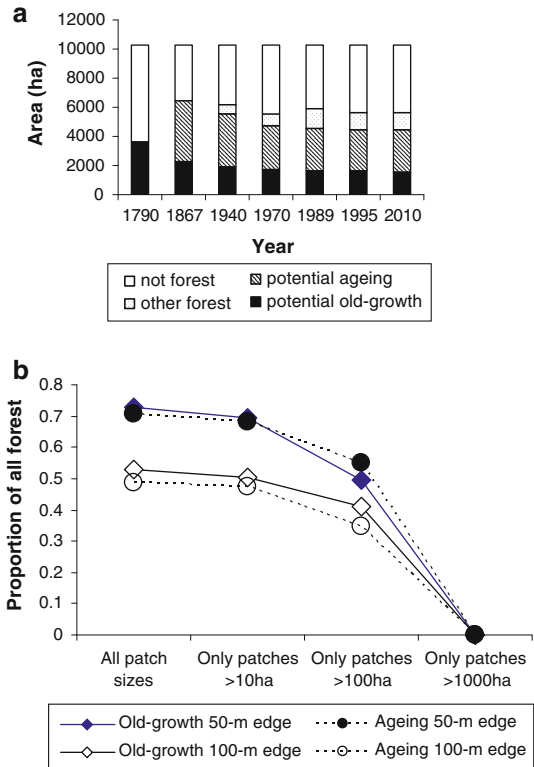 a
12000
10000
8000
6000
4000
2000
0
Area (ha)
1790 1867 1940 1970 1989 1995 2010
Year
not forest potential ageing
other forest potential old-growth
b
0.8
0.7
0.6
0.5
0.4
0.3
0.2
0.1
0
Proportion of all forest
All patch Only patches Only patches Only patches
sizes >10ha >100ha >1000ha
Old-growth 50-m edge Ageing 50-m edge
Old-growth 100-m edge Ageing 100-m edge